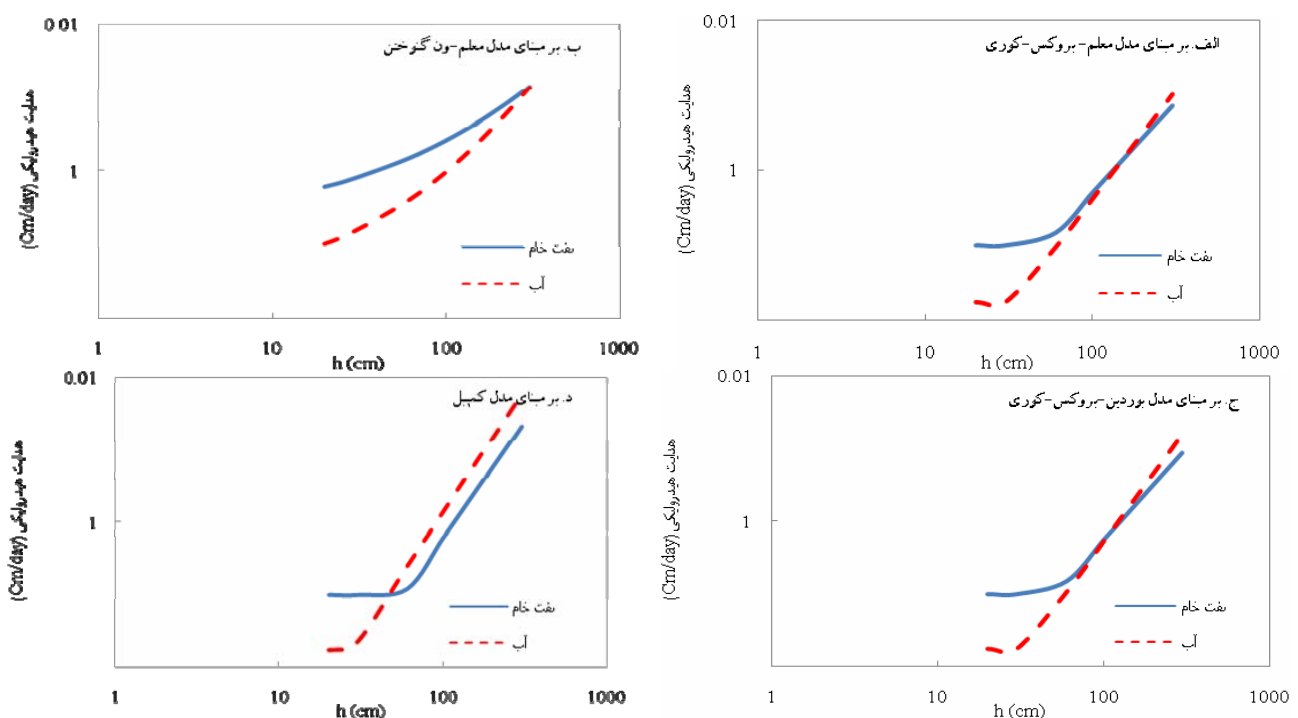 الف. بر مبنای مدل معلم-بروکس-کوری
هدایت هیدرولیکی (Cm/day)
0.01
1
نفت خام
آب
1 10 100 1000
h (cm)
ب. بر مبنای مدل معلم-ون گنوختن
هدایت هیدرولیکی (Cm/day)
0.01
1
نفت خام
آب
1 10 100 1000
h (cm)
ج. بر مبنای مدل بوردین-بروکس-کوری
هدایت هیدرولیکی (Cm/day)
0.01
1
نفت خام
آب
1 10 100 1000
h (cm)
د. بر مبنای مدل کمپبل
هدایت هیدرولیکی (Cm/day)
0.01
1
نفت خام
آب
1 10 100 1000
h (cm)